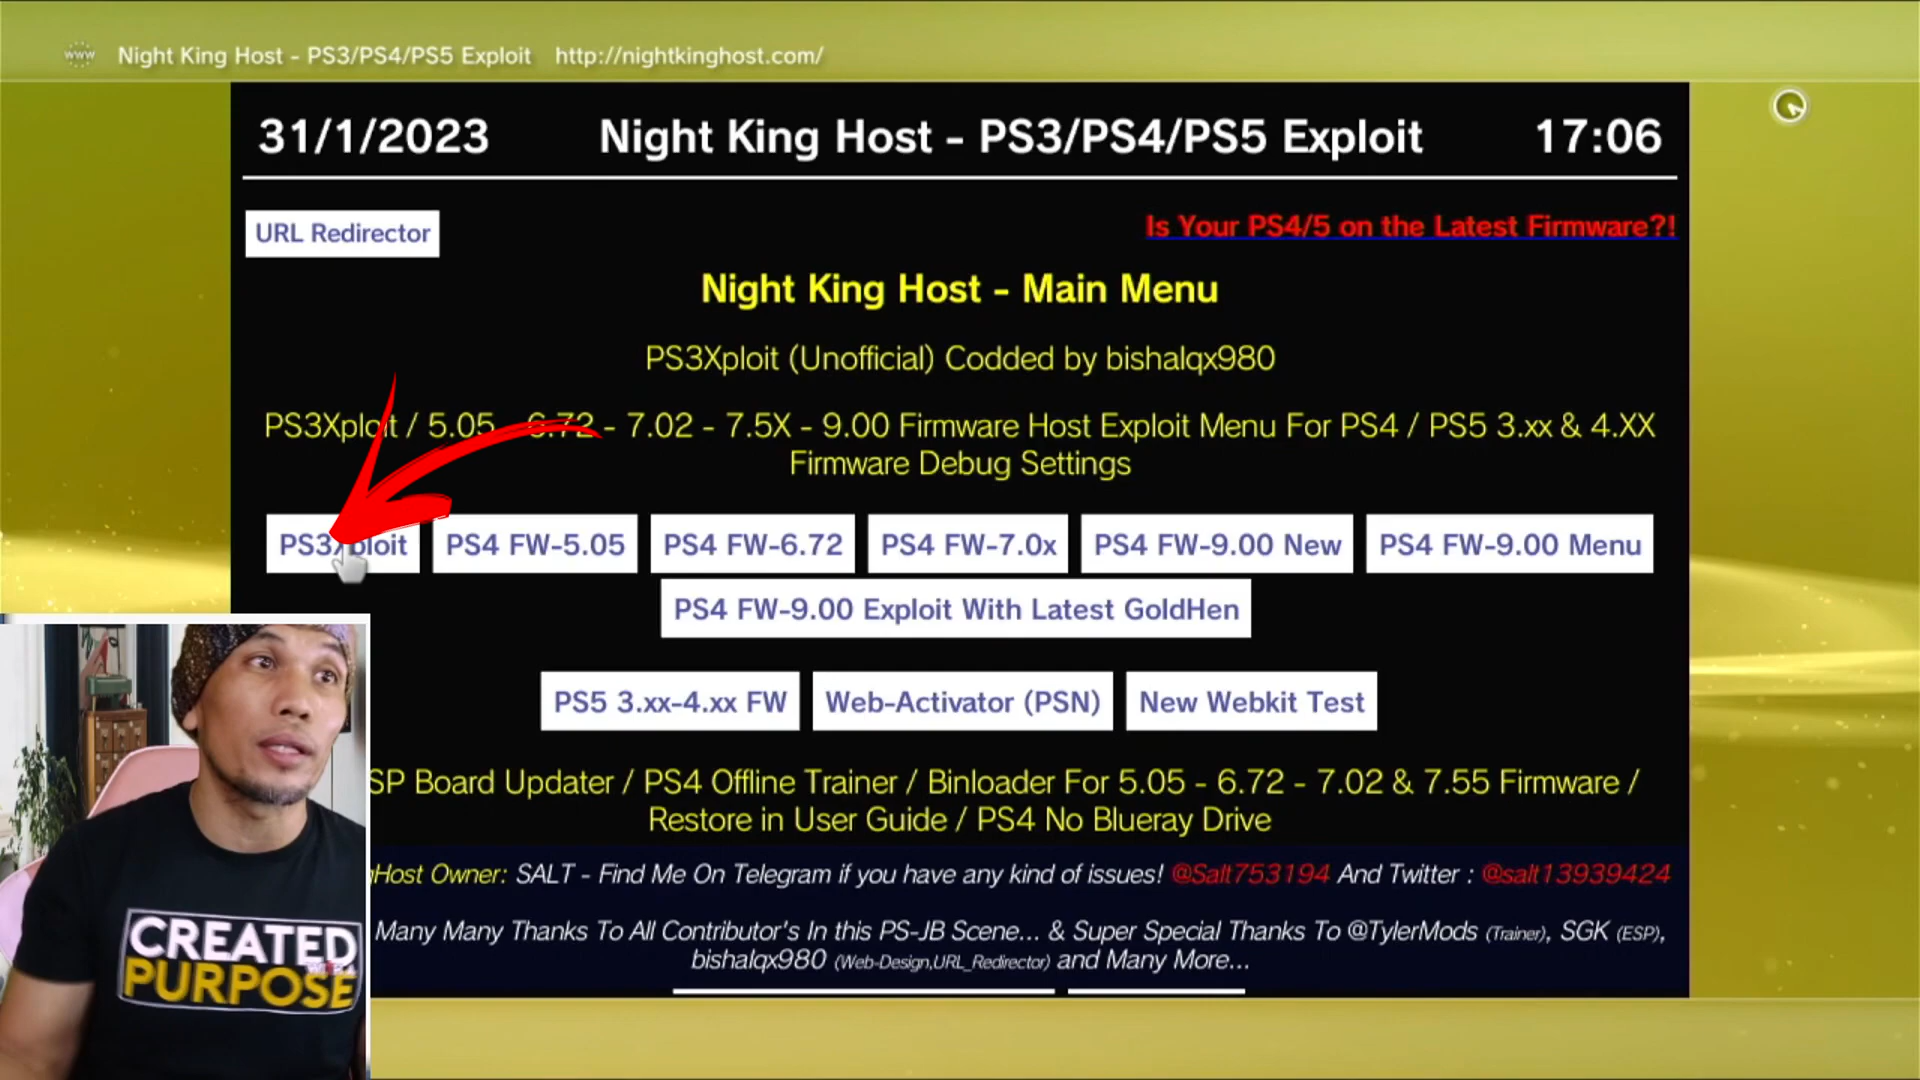 Night King Host - PS3/PS4/PS5 Exploit http://nightkinghost.com/
31/1/2023 Night King Host - PS3/PS4/PS5 Exploit 17:06
URL Redirector
Is Your PS4/5 on the Latest Firmware?!
Night King Host - Main Menu
PS3Xploit (Unofficial) Codded by bishalqx980
PS3Xploit / 5.05 - 6.72 - 7.02 - 7.5X - 9.00 Firmware Host Exploit Menu For PS4 / PS5 3.xx & 4.XX
Firmware Debug Settings
PS3Xploit PS4 FW-5.05 PS4 FW-6.72 PS4 FW-7.0x PS4 FW-9.00 New PS4 FW-9.00 Menu
PS4 FW-9.00 Exploit With Latest GoldHen
PS5 3.xx-4.xx FW Web-Activator (PSN) New Webkit Test
SP Board Updater / PS4 Offline Trainer / Binloader For 5.05 - 6.72 - 7.02 & 7.55 Firmware /
Restore in User Guide / PS4 No Blueray Drive
Host Owner: SALT - Find Me On Telegram if you have any kind of issues! @Salt753194 And Twitter : @salt13939424
Many Many Thanks To All Contributor's In this PS-JB Scene... & Super Special Thanks To @TylerMods (Trainer), SGK (ESP),
bishalqx980 (Web-Design,URL_Redirector) and Many More...
CREATED
PURPOSE